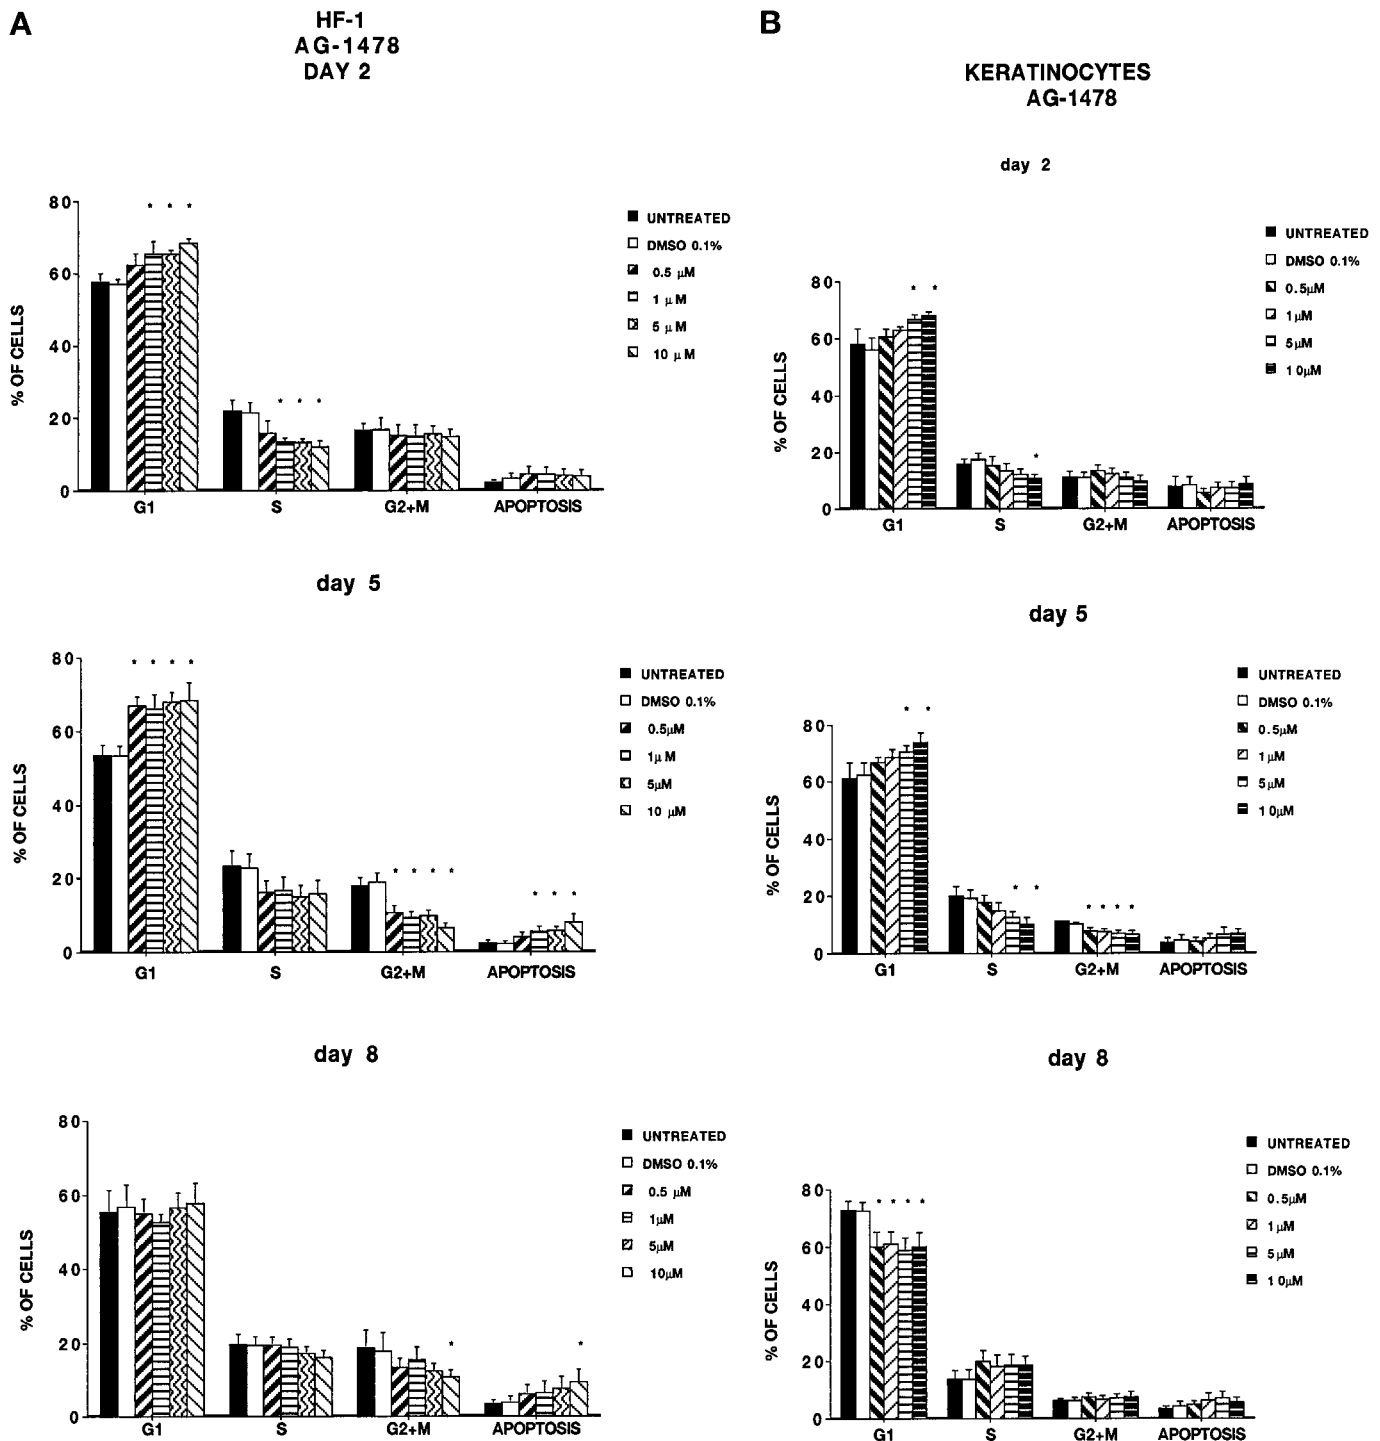 A
HF-1
AG-1478
DAY 2
80
60
40
20
0
% OF CELLS
* * *
* * *
G1 S G2+M APOPTOSIS
UNTREATED
DMSO 0.1%
0.5 μM
1 μM
5 μM
10 μM
day 5
80
60
40
20
0
% OF CELLS
* * * *
* * * *
* * *
G1 S G2+M APOPTOSIS
UNTREATED
DMSO 0.1%
0.5μM
1μM
5μM
10 μM
day 8
80
60
40
20
0
% OF CELLS
*
*
G1 S G2+M APOPTOSIS
UNTREATED
DMSO 0.1%
0.5 μM
1μM
5μM
10μM
B
KERATINOCYTES
AG-1478
day 2
80
60
40
20
0
% OF CELLS
* *
*
G1 S G2+M APOPTOSIS
UNTREATED
DMSO 0.1%
0.5μM
1μM
5μM
10μM
day 5
80
60
40
20
0
% OF CELLS
* *
* *
* * * *
G1 S G2+M APOPTOSIS
UNTREATED
DMSO 0.1%
0.5μM
1μM
5μM
10μM
day 8
80
60
40
20
0
% OF CELLS
* * * *
G1 S G2+M APOPTOSIS
UNTREATED
DMSO 0.1%
0.5μM
1μM
5μM
10μM